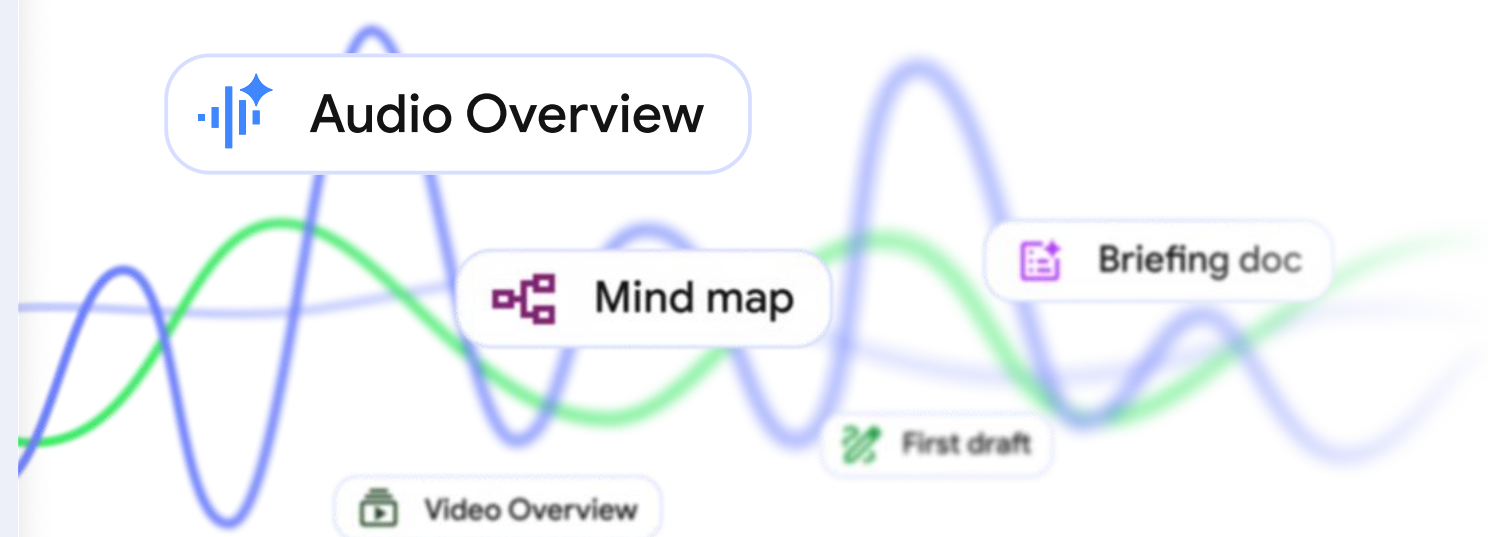 Audio Overview
Mind map
Briefing doc
First draft
Video Overview